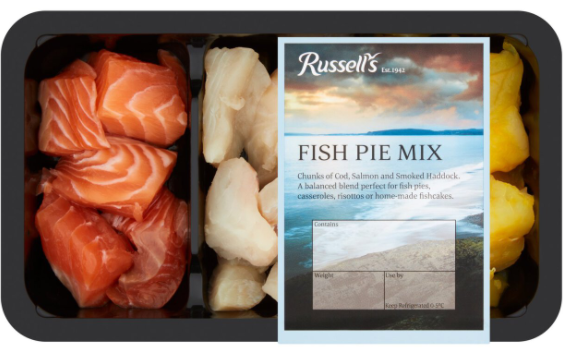 Russell's Est.1942
FISH PIE MIX
Chunks of Cod, Salmon and Smoked Haddock.
A balanced blend perfect for fish pies,
casseroles, risottos or home-made fishcakes.
Contains
Weight Use by
Keep Refrigerated 0-5°C